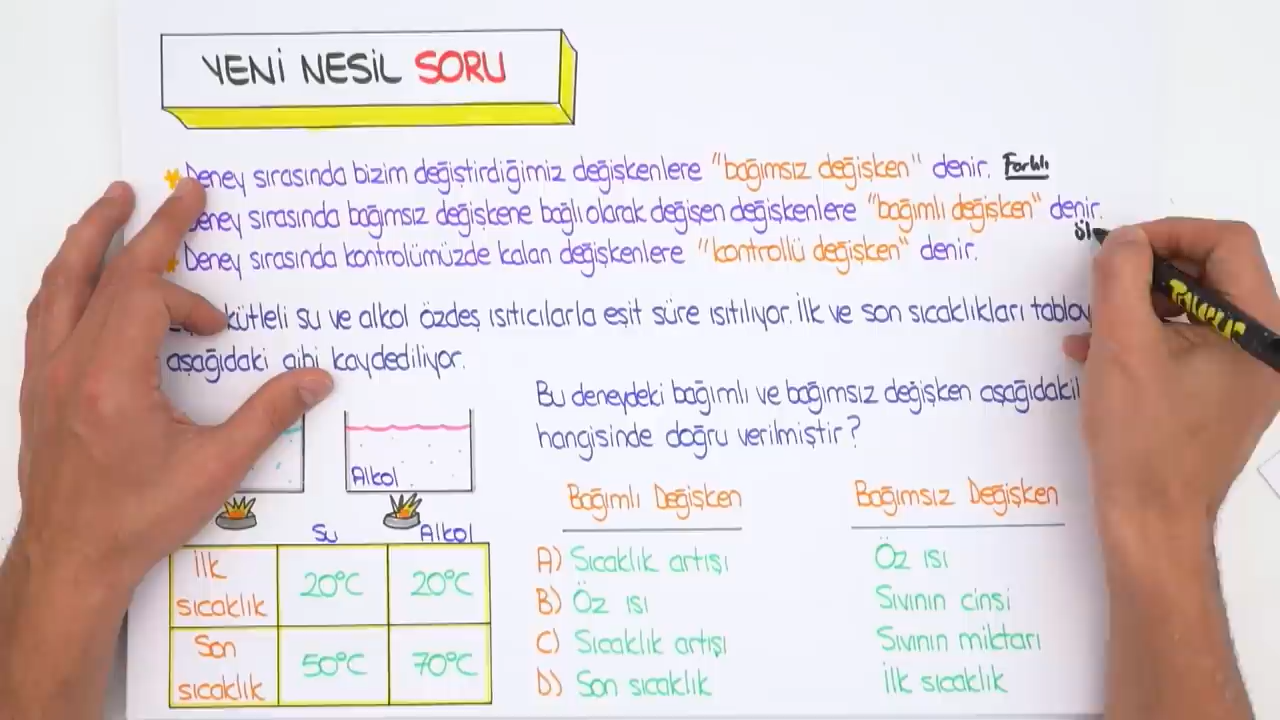 YENİ NESİL SORU
Deney sırasında bizim değiştirdiğimiz değişkenlere "bağımsız değişken" denir. Farklı
Deney sırasında bağımsız değişkene bağlı olarak değişen değişkenlere "bağımlı değişken" denir.
Deney sırasında kontrolümüzde kalan değişkenlere "kontrollü değişken" denir.
kütleli su ve alkol özdeş ısıtıcılarla eşit süre ısıtılıyor. İlk ve son sıcaklıkları
aşağıdaki gibi kaydediliyor.
Bu deneydeki bağımlı ve bağımsız değişken
hangisinde doğru verilmiştir?
Alkol
Su Alkol
İlk sıcaklık 20°C 20°C
Son sıcaklık 50°C 70°C
Bağımlı Değişken Bağımsız Değişken
A) Sıcaklık artışı Öz ısı
B) Öz ısı Sıvının cinsi
C) Sıcaklık artışı Sıvının miktarı
D) Son sıcaklık İlk sıcaklık